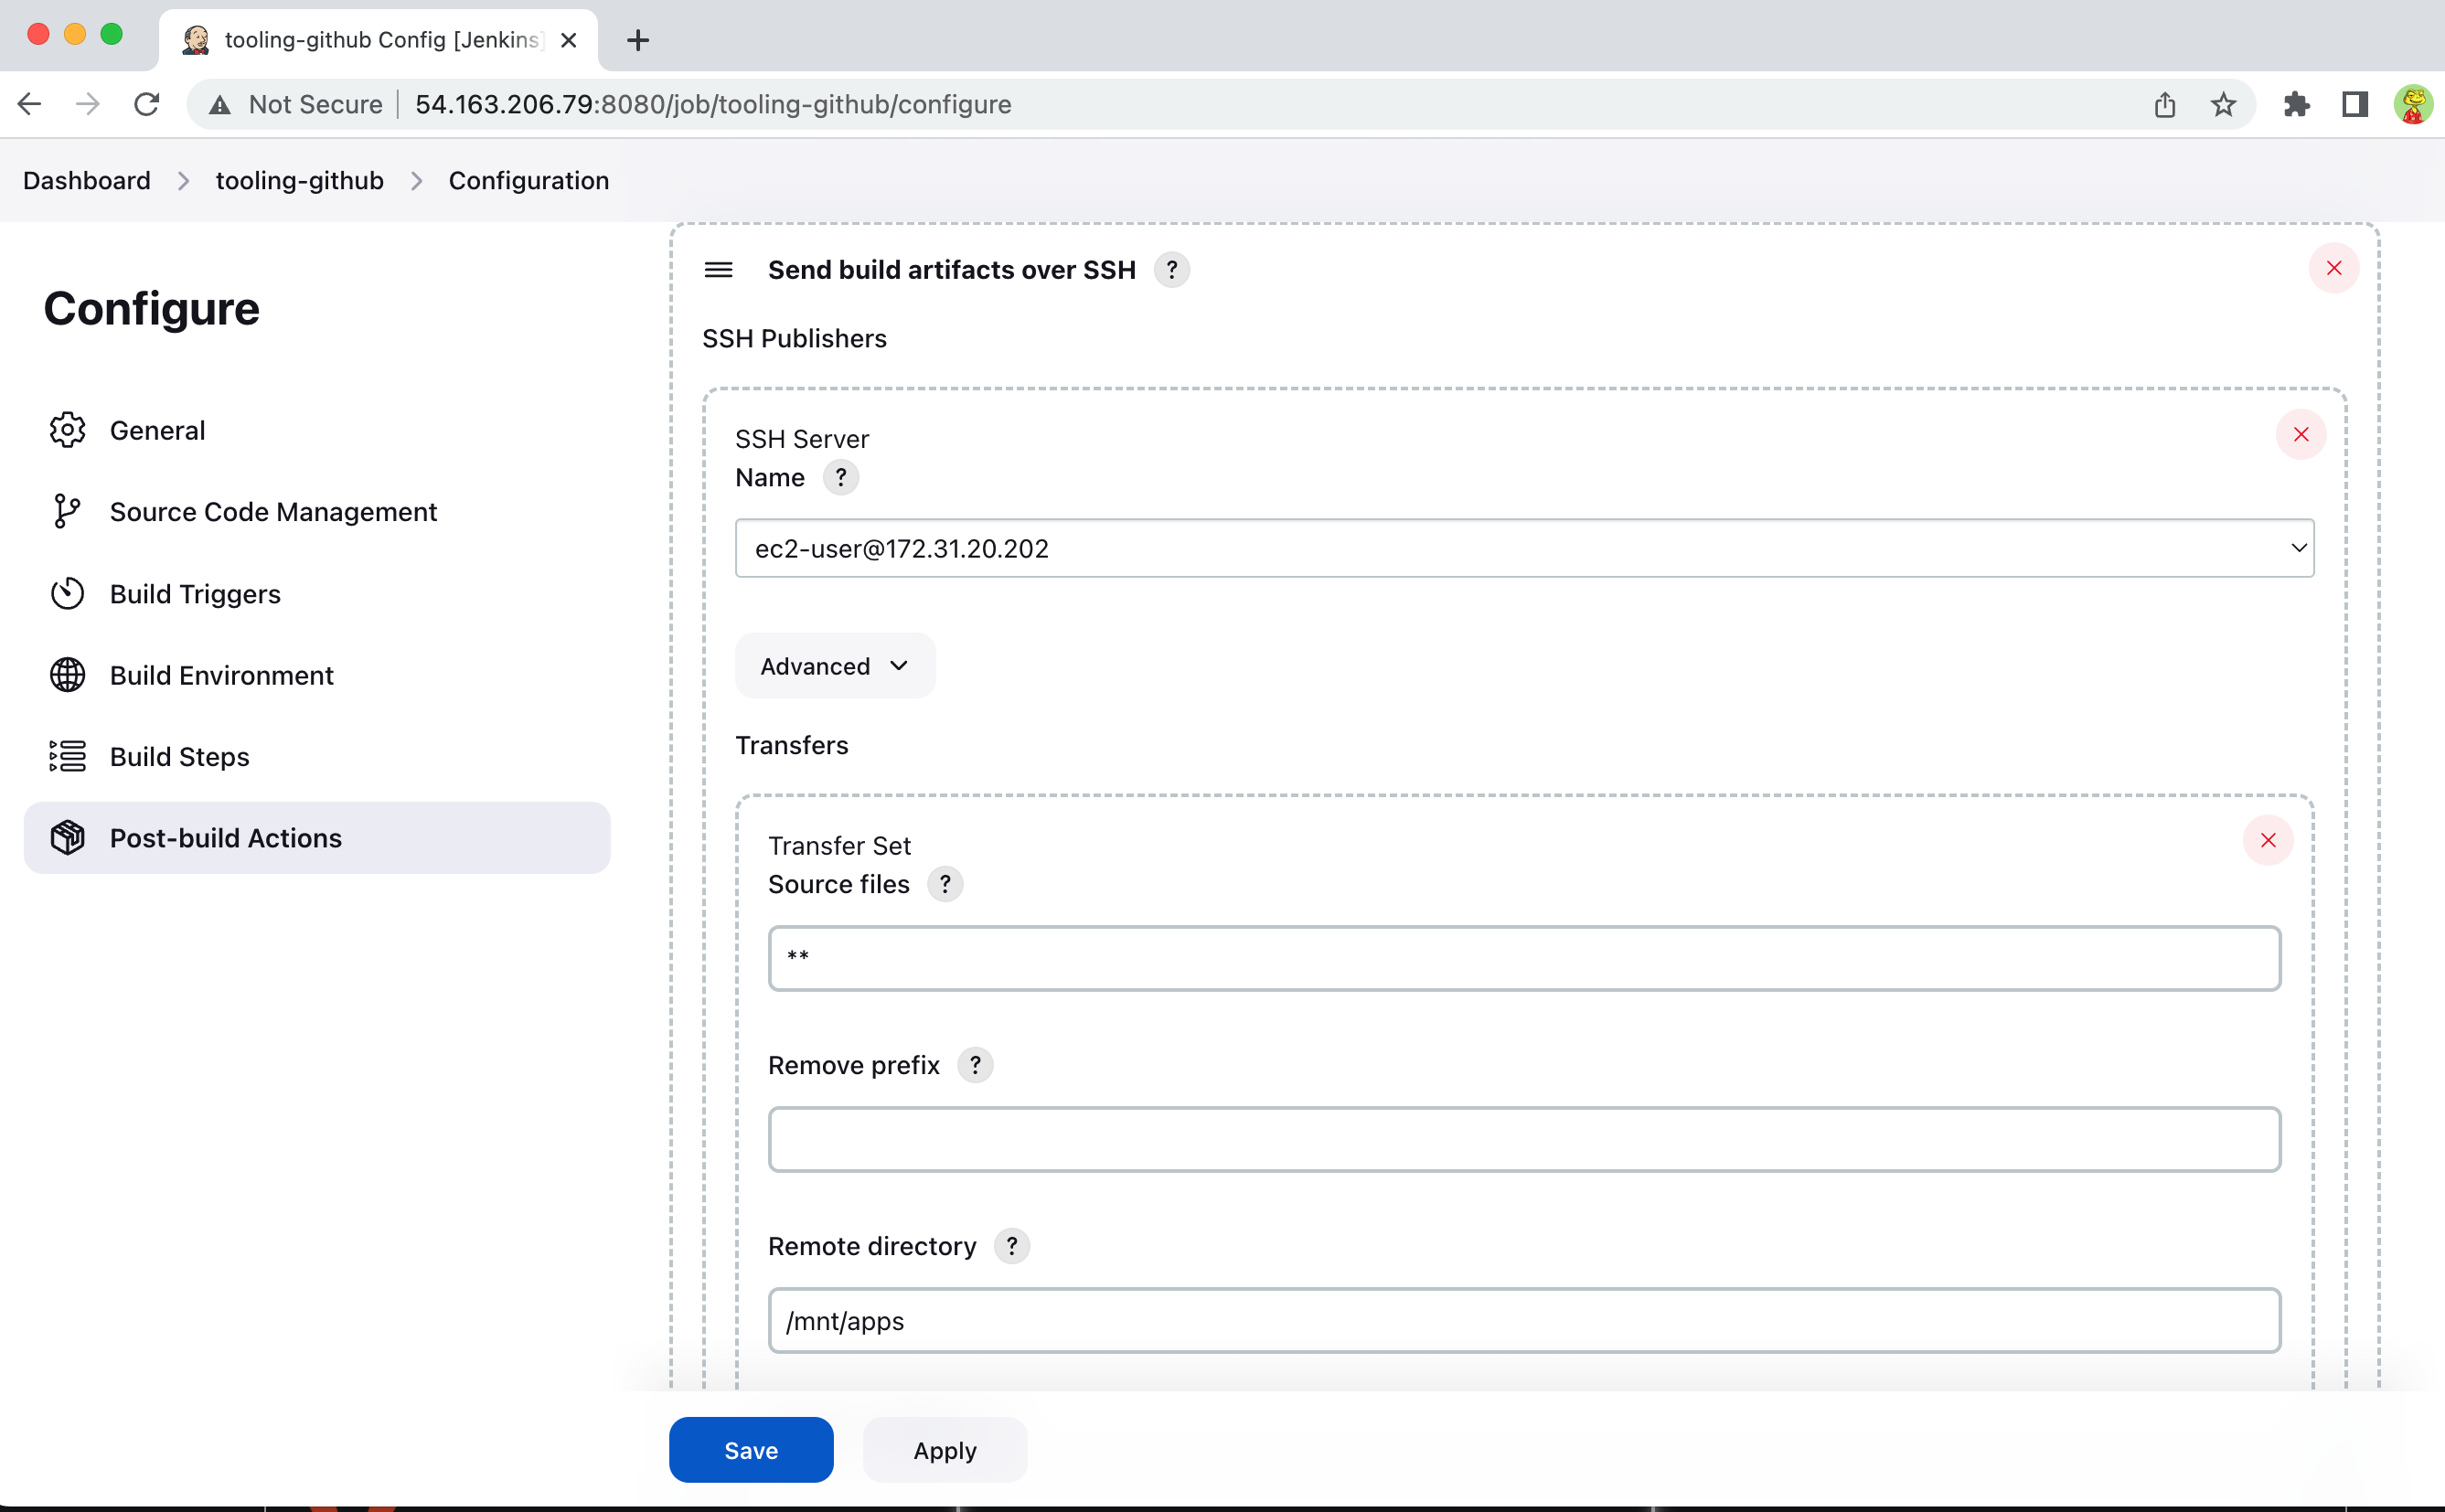 tooling-github Config [Jenkins]
Not Secure
54.163.206.79:8080/job/tooling-github/configure
Dashboard
tooling-github
Configuration
Configure
General
Source Code Management
Build Triggers
Build Environment
Build Steps
Post-build Actions
Send build artifacts over SSH ?
SSH Publishers
SSH Server
Name ?
ec2-user@172.31.20.202
Advanced
Transfers
Transfer Set
Source files ?
**
Remove prefix ?
Remote directory ?
/mnt/apps
Save
Apply